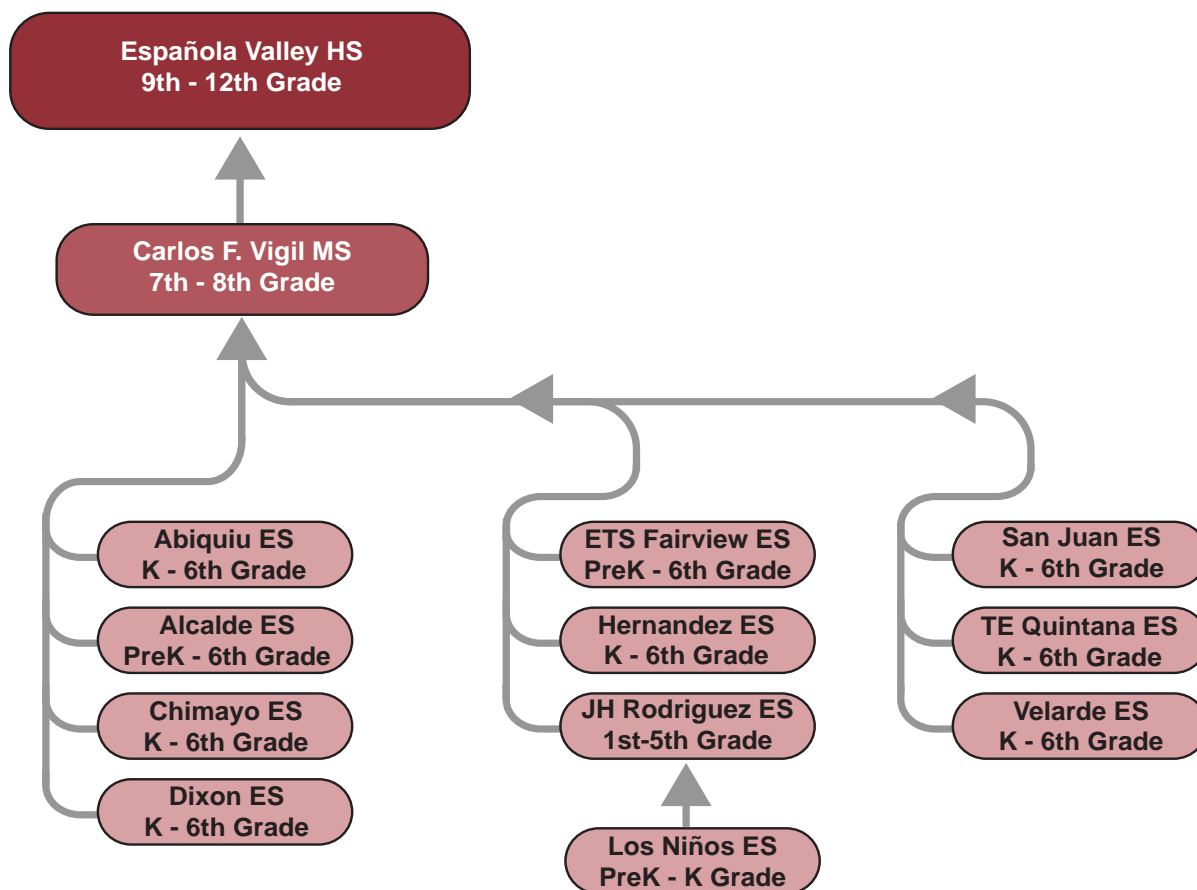 Española Valley HS
9th - 12th Grade
Carlos F. Vigil MS
7th - 8th Grade
Abiquiu ES
K - 6th Grade
Alcalde ES
PreK - 6th Grade
Chimayo ES
K - 6th Grade
Dixon ES
K - 6th Grade
ETS Fairview ES
PreK - 6th Grade
Hernandez ES
K - 6th Grade
JH Rodriguez ES
1st-5th Grade
Los Niños ES
PreK - K Grade
San Juan ES
K - 6th Grade
TE Quintana ES
K - 6th Grade
Velarde ES
K - 6th Grade